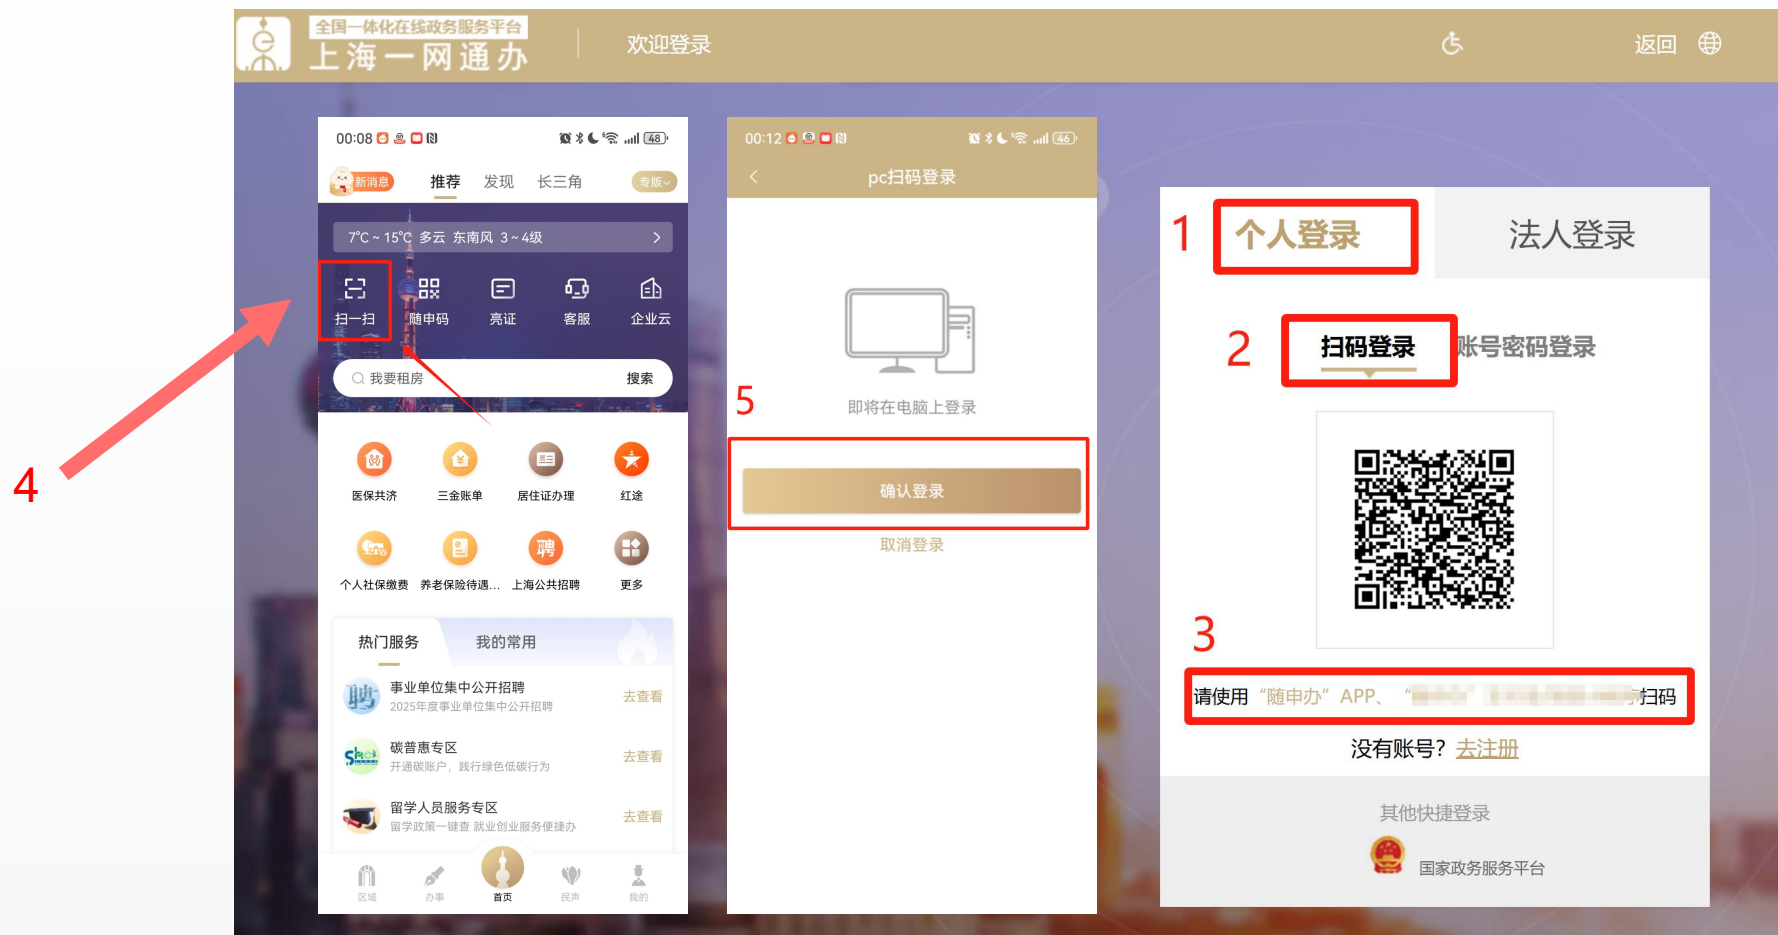 全国一体化在线政务服务平台
上海一网通办
欢迎登录
返回
00:08
48
新消息
推荐
发现
长三角
专版
7℃~15℃ 多云 东南风 3~4级
扫一扫
随申码
亮证
客服
企业云
我要租房
搜索
4
医保共济
三金账单
居住证办理
红途
聘
个人社保缴费
养老保险待遇...
上海公共招聘
更多
热门服务
我的常用
聘
事业单位集中公开招聘
2025年度事业单位集中公开招聘
去查看
碳普惠专区
开通碳账户，践行绿色低碳行为
去查看
留学人员服务专区
留学政策一键查 就业创业服务便捷办
去查看
区域
办事
首页
民声
我的
00:12
46
pc扫码登录
即将在电脑上登录
5
确认登录
取消登录
1
个人登录
法人登录
2
扫码登录
账号密码登录
3
请使用“随申办”APP、“
扫码
没有账号？去注册
其他快捷登录
国家政务服务平台